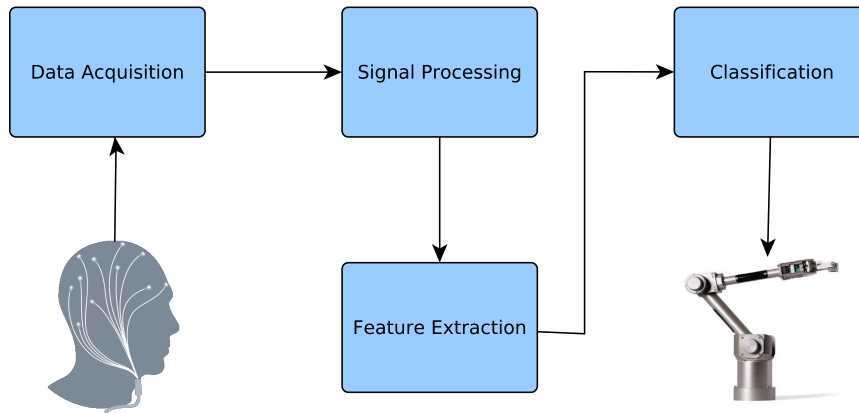 Data Acquisition
Signal Processing
Feature Extraction
Classification